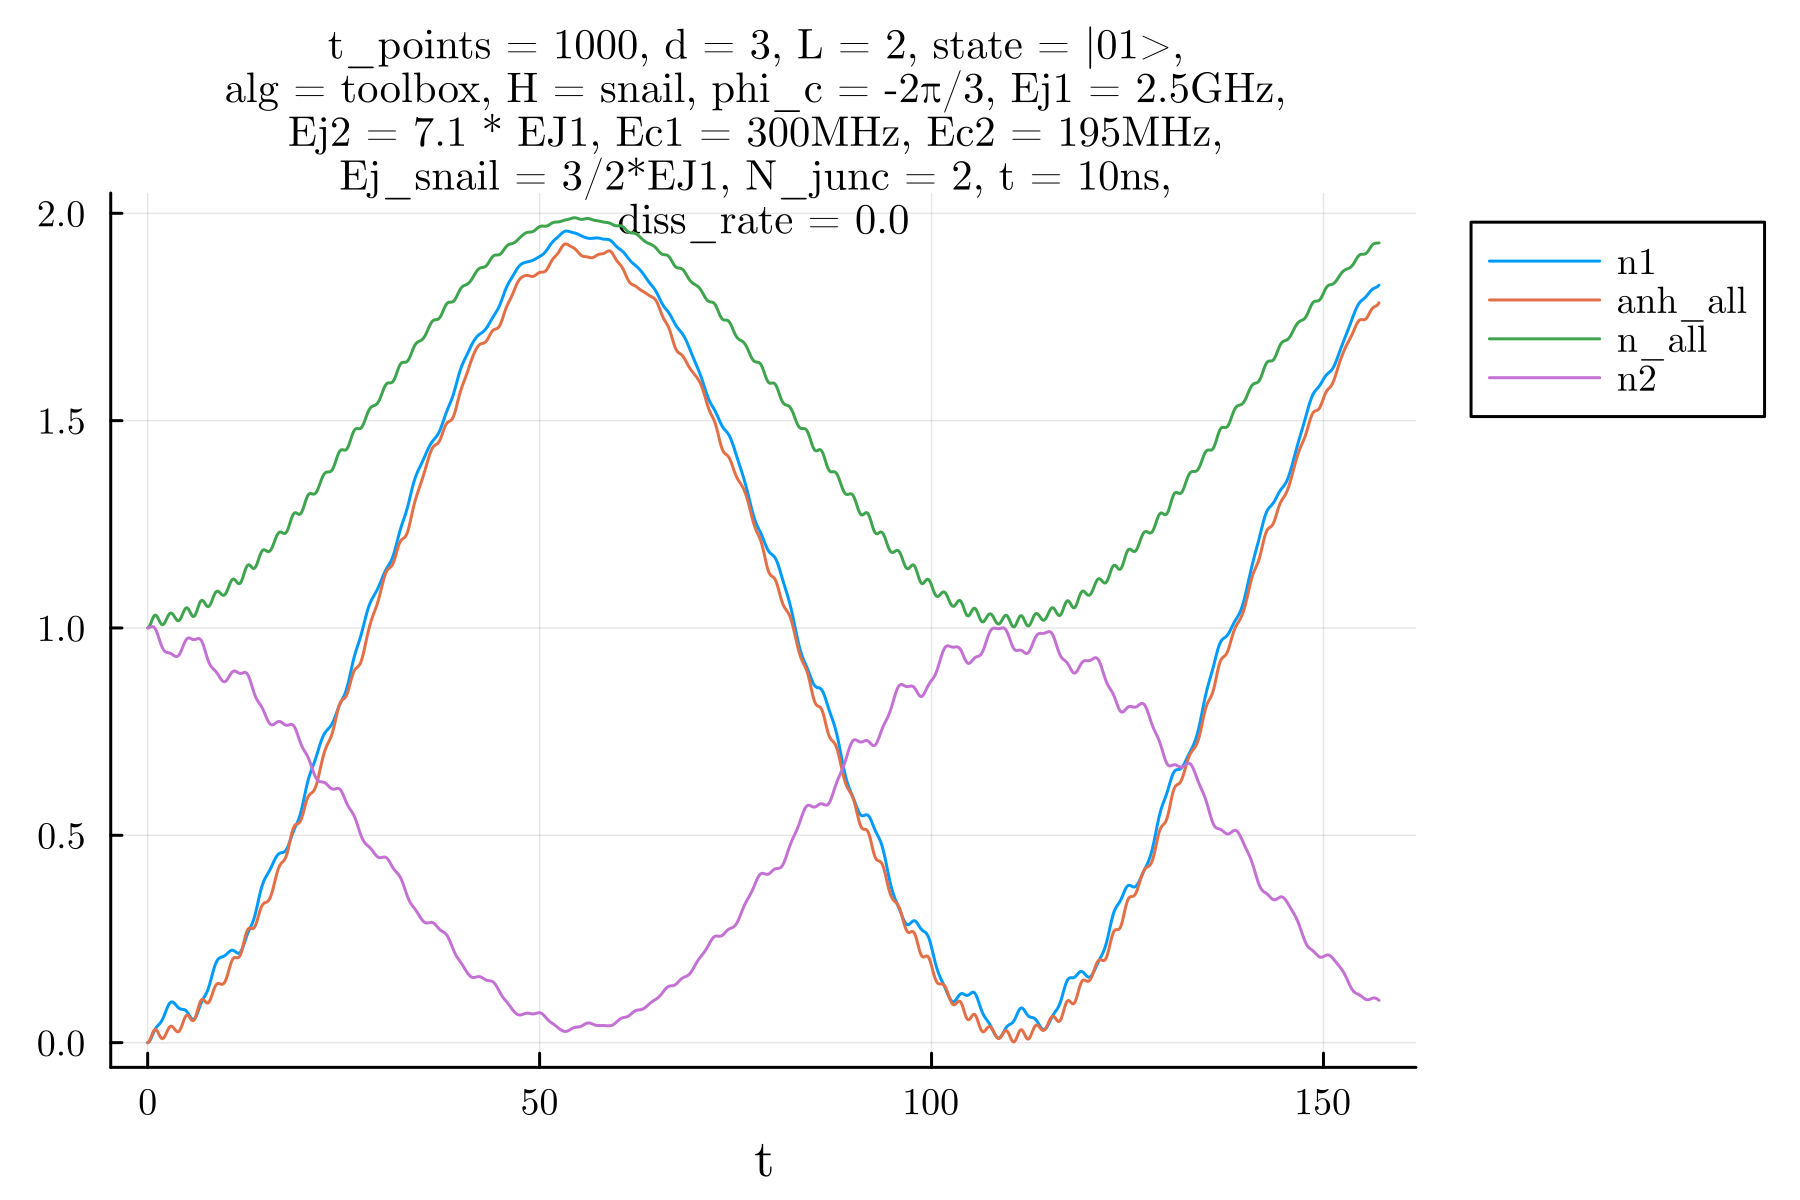 t_points = 1000, d = 3, L = 2, state = |01>,
alg = toolbox, H = snail, phi_c = -2π/3, Ej1 = 2.5GHz,
Ej2 = 7.1 * EJ1, Ec1 = 300MHz, Ec2 = 195MHz,
Ej_snail = 3/2*EJ1, N_junc = 2, t = 10ns,
diss_rate = 0.0
2.0
1.5
1.0
0.5
0.0
0 50 100 150
t
n1
anh_all
n_all
n2